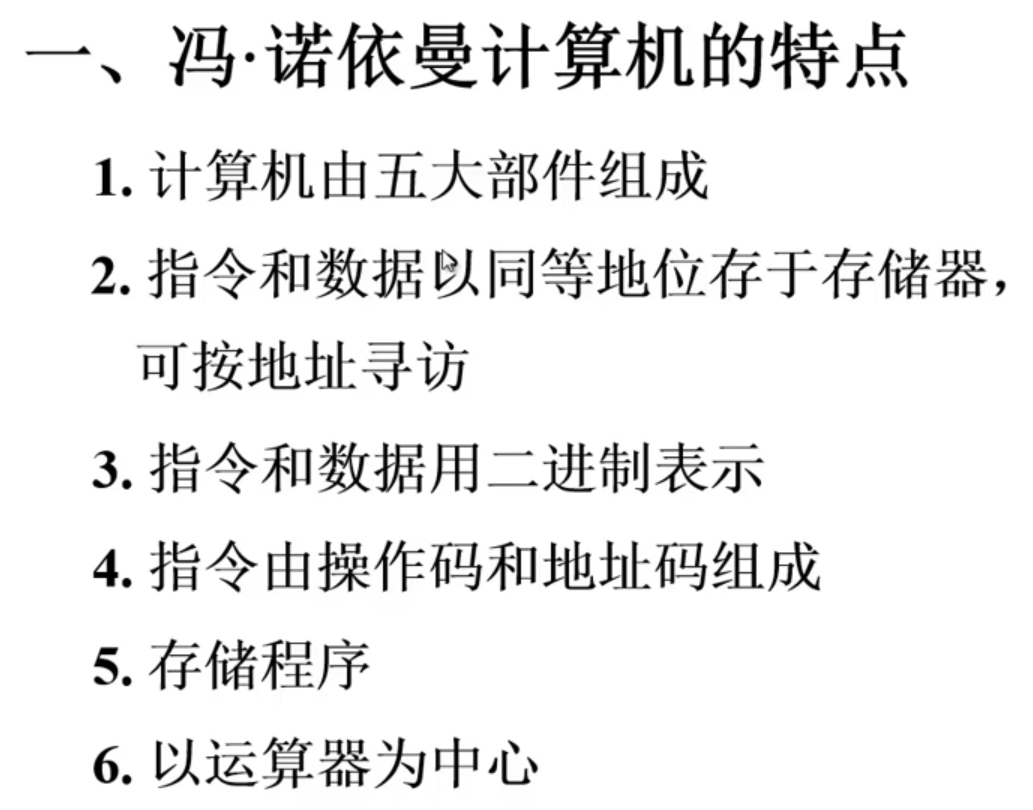 一、冯·诺依曼计算机的特点
1. 计算机由五大部件组成
2. 指令和数据以同等地位存于存储器，
可按地址寻访
3. 指令和数据用二进制表示
4. 指令由操作码和地址码组成
5. 存储程序
6. 以运算器为中心